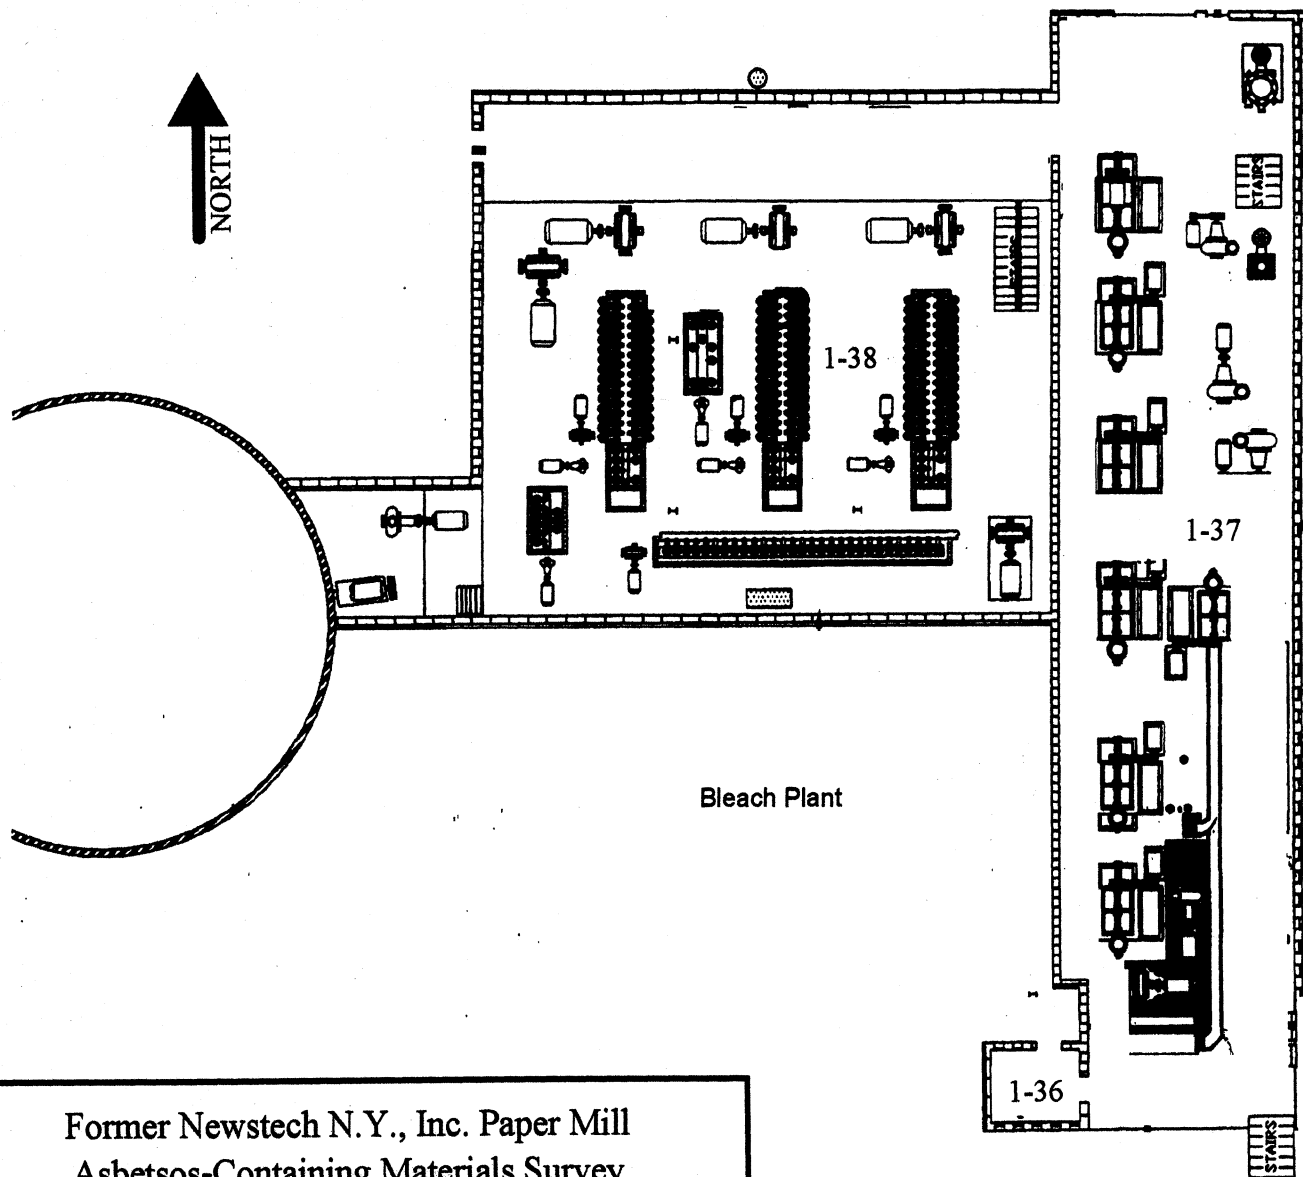 NORTH
STAIRS
STAIRS
1-38
1-37
Bleach Plant
1-36
STAIRS
Former Newstech N.Y., Inc. Paper Mill
Asbetsos-Containing Materials Survey